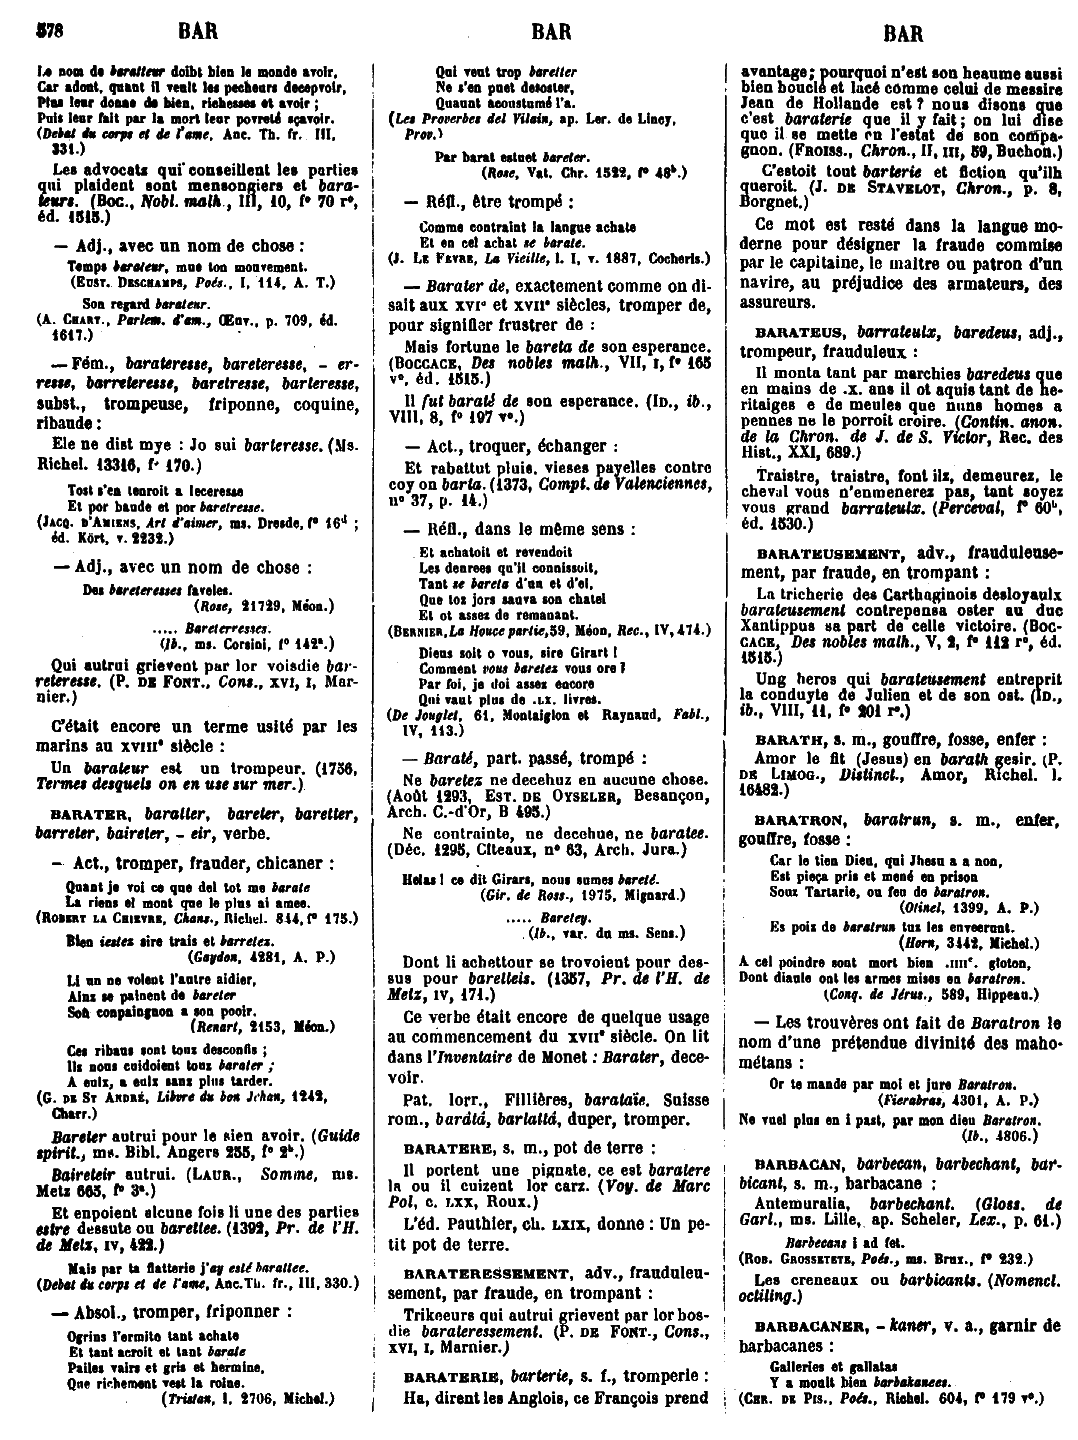 578 BAR BAR BAR
Le nom de baratteur doibt bien le monde avoir,
Car adont, quant il veult les pecheurs decepvoir,
Plus leur donne de bien, richesses et avoir ;
Puis leur fait par la mort leur povreté sçavoir.
(Debat du corps et de l'ame, Anc. Th. fr. III,
331.)
Les advocats qui conseillent les parties
qui plaident sont mensongiers et bara-
teurs. (Boc., Nobl. malh., III, 10, f° 70 r°,
éd. 1515.)
— Adj., avec un nom de chose :
Temps barateur, mue ton mouvement.
(Eust. Deschamps, Poés., I, 114, A. T.)
Son regard barateur.
(A. Chart., Parlem. d'am., Œuv., p. 709, éd.
1617.)
— Fém., barateresse, bareteresse, - er-
resse, barreteresse, baretresse, barteresse,
subst., trompeuse, friponne, coquine,
ribaude :
Ele ne dist mye : Jo sui barteresse. (Ms.
Richel. 13316, f° 170.)
Tost s'en tenroit a leceresse
Et por baude et por baretresse.
(Jacq. d'Amiens, Art d'aimer, ms. Dresde, f° 16d ;
éd. Kört, v. 2232.)
— Adj., avec un nom de chose :
Des bareteresses faveles.
(Rose, 21729, Méon.)
..... Bareterresses.
(Ib., ms. Corsini, f° 142a.)
Qui autrui grievent par lor voisdie bar-
reteresse. (P. de Font., Cons., XVI, I, Mar-
nier.)
C'était encore un terme usité par les
marins au XVIIIe siècle :
Un barateur est un trompeur. (1756,
Termes desquels on en use sur mer.)
BARATER, baratter, bareter, baretter,
barreter, baireter, - eir, verbe.
— Act., tromper, frauder, chicaner :
Quant je voi ce que del tot me barate
La riens el mont que le plus ai amee.
(Robert la Chievre, Chans., Richel. 844, f° 175.)
Bien iestes sire trais et barretez.
(Gaydon, 4281, A. P.)
Li un ne volent l'autre aidier,
Ainz se painent de bareter
Son conpaingnon a son pooir.
(Renart, 2153, Méon.)
Ces ribaus sont touz desconfis ;
Ilz nous cuidoient touz barater ;
A eulz, a eulz sanz plus tarder.
(G. de St André, Libvre du bon Jehan, 1242,
Charr.)
Bareter autrui pour le sien avoir. (Guide
spirit., ms. Bibl. Angers 255, f° 2b.)
Baireteir autrui. (Laur., Somme, ms.
Metz 665, f° 3a.)
Et enpoient alcune fois li une des parties
estre dessute ou barettee. (1392, Pr. de l'H.
de Metz, IV, 422.)
Mais par ta flatterie j'ay esté barattee.
(Debat du corps et de l'ame, Anc. Th. fr., III, 330.)
— Absol., tromper, friponner :
Ogrins l'ermite tant achate
Et tant acroit et tant barate
Pailes vairs et gris et hermine,
Que richement vest la roine.
(Tristan, I, 2706, Michel.)
Qui veut trop baretter
Ne s'en puet desoster,
Quauut acoustumé l'a.
(Les Proverbes del Vilain, ap. Ler. de Lincy,
Prov.)
Par barat estuet bareter.
(Rose, Vat. Chr. 1522, f° 48b.)
— Réfl., être trompé :
Comme contraint la langue achate
Et en cel achat se barate.
(J. Le Fevre, La Vieille, l. I, v. 1887, Cocheris.)
— Barater de, exactement comme on di-
sait aux XVIe et XVIIe siècles, tromper de,
pour signifier frustrer de :
Mais fortune le bareta de son esperance.
(Boccace, Des nobles malh., VII, I, f° 165
v°, éd. 1515.)
Il fut baraté de son esperance. (Id., ib.,
VIII, 8, f° 197 v°.)
— Act., troquer, échanger :
Et rabattut pluis. vieses payelles contre
coy on barta. (1373, Compt. de Valenciennes,
n° 37, p. 14.)
— Réfl., dans le même sens :
Et achatoit et revendoit
Les denrees qu'il connissoit,
Tant se bareta d'un et d'el,
Que toz jors sauva son chatel
Et ot assez de remanant.
(Bernier, La Houce partie, 59, Méon, Rec., IV, 474.)
Dieus soit o vous, sire Girart !
Comment vous baretez vous ore ?
Par foi, je doi assez encore
Qui vaut plus de .LX. livres.
(De Jouglet, 61, Montaiglon et Raynaud, Fabl.,
IV, 113.)
— Baraté, part. passé, trompé :
Ne baretez ne decehuz en aucune chose.
(Août 1293, Est. de Oyseler, Besançon,
Arch. C.-d'Or, B 495.)
Ne contrainte, ne decehue, ne baratee.
(Déc. 1295, Cîteaux, n° 63, Arch. Jura.)
Helas ! ce dit Girars, nous sumes bareté.
(Gir. de Ross., 1975, Mignard.)
..... Baretey.
(Ib., var. du ms. Sens.)
Dont li achettour se trovoient pour des-
sus pour baretteis. (1357, Pr. de l'H. de
Metz, IV, 171.)
Ce verbe était encore de quelque usage
au commencement du XVIIe siècle. On lit
dans l'Inventaire de Monet : Barater, dece-
voir.
Pat. lorr., Fillières, barataïe. Suisse
rom., barátá, barlattá, duper, tromper.
BARATERE, s. m., pot de terre :
Il portent une pignate, ce est baratere
la ou il cuizent lor carz. (Voy. de Marc
Pol, c. LXX, Roux.)
L'éd. Pauthier, ch. LXIX, donne : Un pe-
tit pot de terre.
BARATERESSEMENT, adv., frauduleu-
sement, par fraude, en trompant :
Trikeeurs qui autrui grievent par lor bos-
die barateressement. (P. de Font., Cons.,
XVI, I, Marnier.)
BARATERIE, barterie, s. f., tromperie :
Ha, dirent les Anglois, ce François prend
avantage; pourquoi n'est son heaume aussi
bien bouclé et lacé comme celui de messire
Jean de Hollande est ? nous disons que
c'est baraterie que il y fait ; on lui dise
que il se mette en l'estat de son compa-
gnon. (Froiss., Chron., II, III, 59, Buchon.)
C'estoit tout barterie et fiction qu'ilh
queroit. (J. de Stavelot, Chron., p. 8,
Borgnet.)
Ce mot est resté dans la langue mo-
derne pour désigner la fraude commise
par le capitaine, le maître ou patron d'un
navire, au préjudice des armateurs, des
assureurs.
BARATEUS, barrateulx, baredeus, adj.,
trompeur, frauduleux :
Il monta tant par marchies baredeus que
en mains de .x. ans il ot aquis tant de he-
ritaiges e de meules que nuns homes a
pennes ne le porroit croire. (Contin. anon.
de la Chron. de J. de S. Victor, Rec. des
Hist., XXI, 689.)
Traistre, traistre, font ilz, demeurez, le
cheval vous n'enmenerez pas, tant soyez
vous grand barrateulx. (Perceval, f° 60b,
éd. 1530.)
BARATEUSEMENT, adv., frauduleuse-
ment, par fraude, en trompant :
La tricherie des Carthaginois desloyaulx
barateusement contrepensa oster au duc
Xantippus sa part de celle victoire. (Boc-
cace, Des nobles malh., V, 2, f° 112 r°, éd.
1515.)
Ung heros qui barateusement entreprit
la conduyte de Julien et de son ost. (Id.,
ib., VIII, 11, f° 201 r°.)
BARATH, s. m., gouffre, fosse, enfer :
Amor le fit (Jesus) en barath gesir. (P.
de Limog., Distinct., Amor, Richel. l.
16482.)
BARATRON, baratrun, s. m., enfer,
gouffre, fosse :
Car le tien Dieu, qui Jhesu a a non,
Est pieça pris et mené en prison
Souz Tartarie, ou feu de baratron.
(Otinel, 1399, A. P.)
Es poiz de baratrun tuz les enveerunt.
(Horn, 3442, Michel.)
A cel poindre sont mort bien .IIIIc. gloton,
Dont diauie ont les armes mises en baratron.
(Conq. de Jérus., 589, Hippeau.)
— Les trouvères ont fait de Baratron le
nom d'une prétendue divinité des maho-
métans :
Or te mande par moi et jure Baratron.
(Fierabras, 4301, A. P.)
Ne vuel plus en i past, par mon dieu Baratron.
(Ib., 4806.)
BARBACAN, barbecan, barbechant, bar-
bicant, s. m., barbacane :
Antemuralia, barbechant. (Gloss. de
Garl., ms. Lille, ap. Scheler, Lex., p. 61.)
Barbecans i ad fet.
(Rob. Grossetete, Poés., ms. Brux., f° 232.)
Les creneaux ou barbicants. (Nomencl.
octiling.)
BARBACANER, - kaner, v. a., garnir de
barbacanes :
Galleries et gallatas
Y a moult bien barbakanees.
(Chr. de Pis., Poés., Richel. 604, f° 179 v°.)